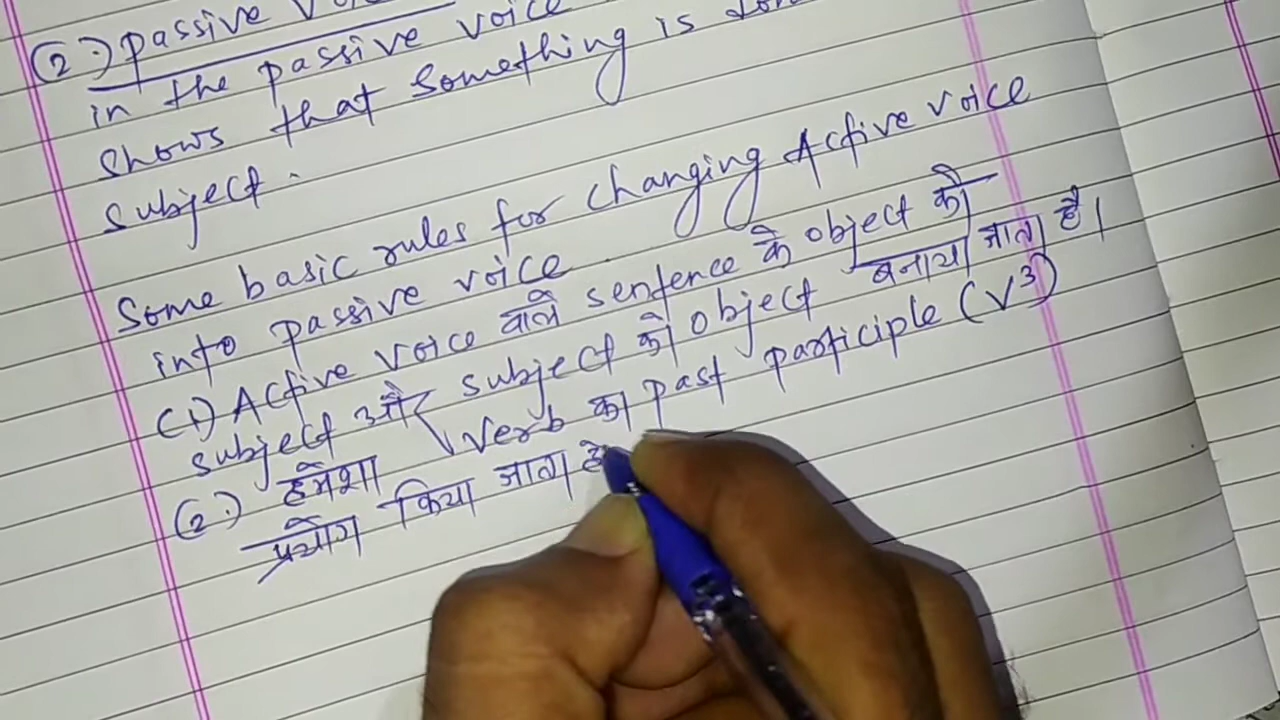 (2.) passive
in the passive voice
shows that something is
subject.
Some basic rules for changing Active voice
into passive voice
(1) Active voice वाले sentence के object को
subject और subject को object बनाया जाता है।
(2.) हमेशा verb का past participle (V³)
प्रयोग किया जाता